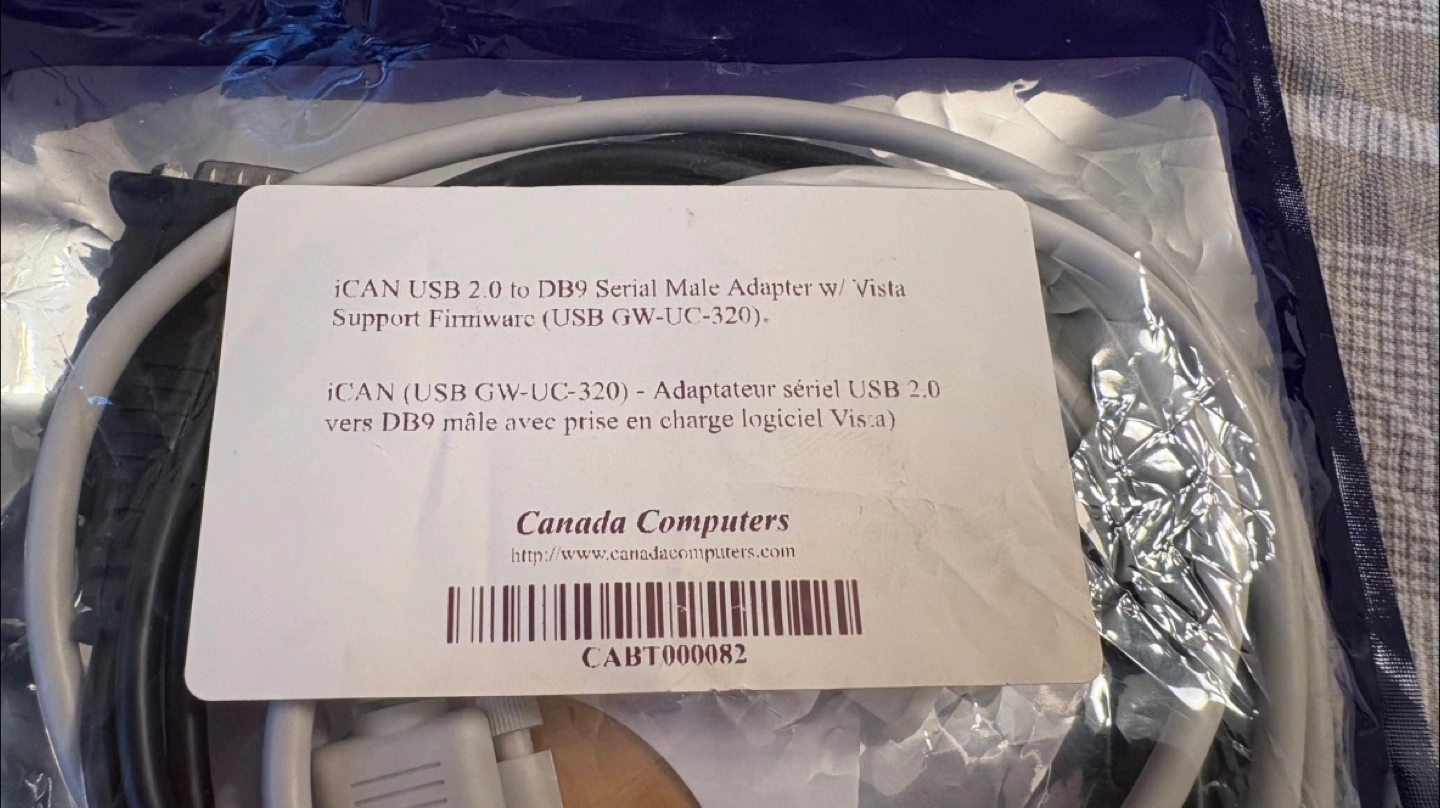 iCAN USB 2.0 to DB9 Serial Male Adapter w/ Vista
Support Firmware (USB GW-UC-320).
iCAN (USB GW-UC-320) - Adaptateur sériel USB 2.0
vers DB9 mâle avec prise en charge logiciel Vista)
Canada Computers
http://www.canadacomputers.com
CABT000082